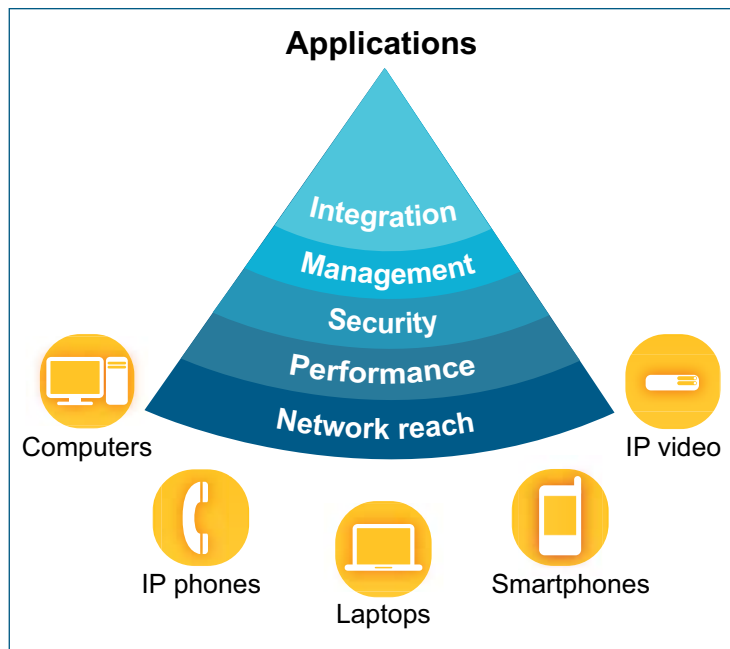 Applications
Integration
Management
Security
Performance
Network reach
Computers
IP video
IP phones
Smartphones
Laptops